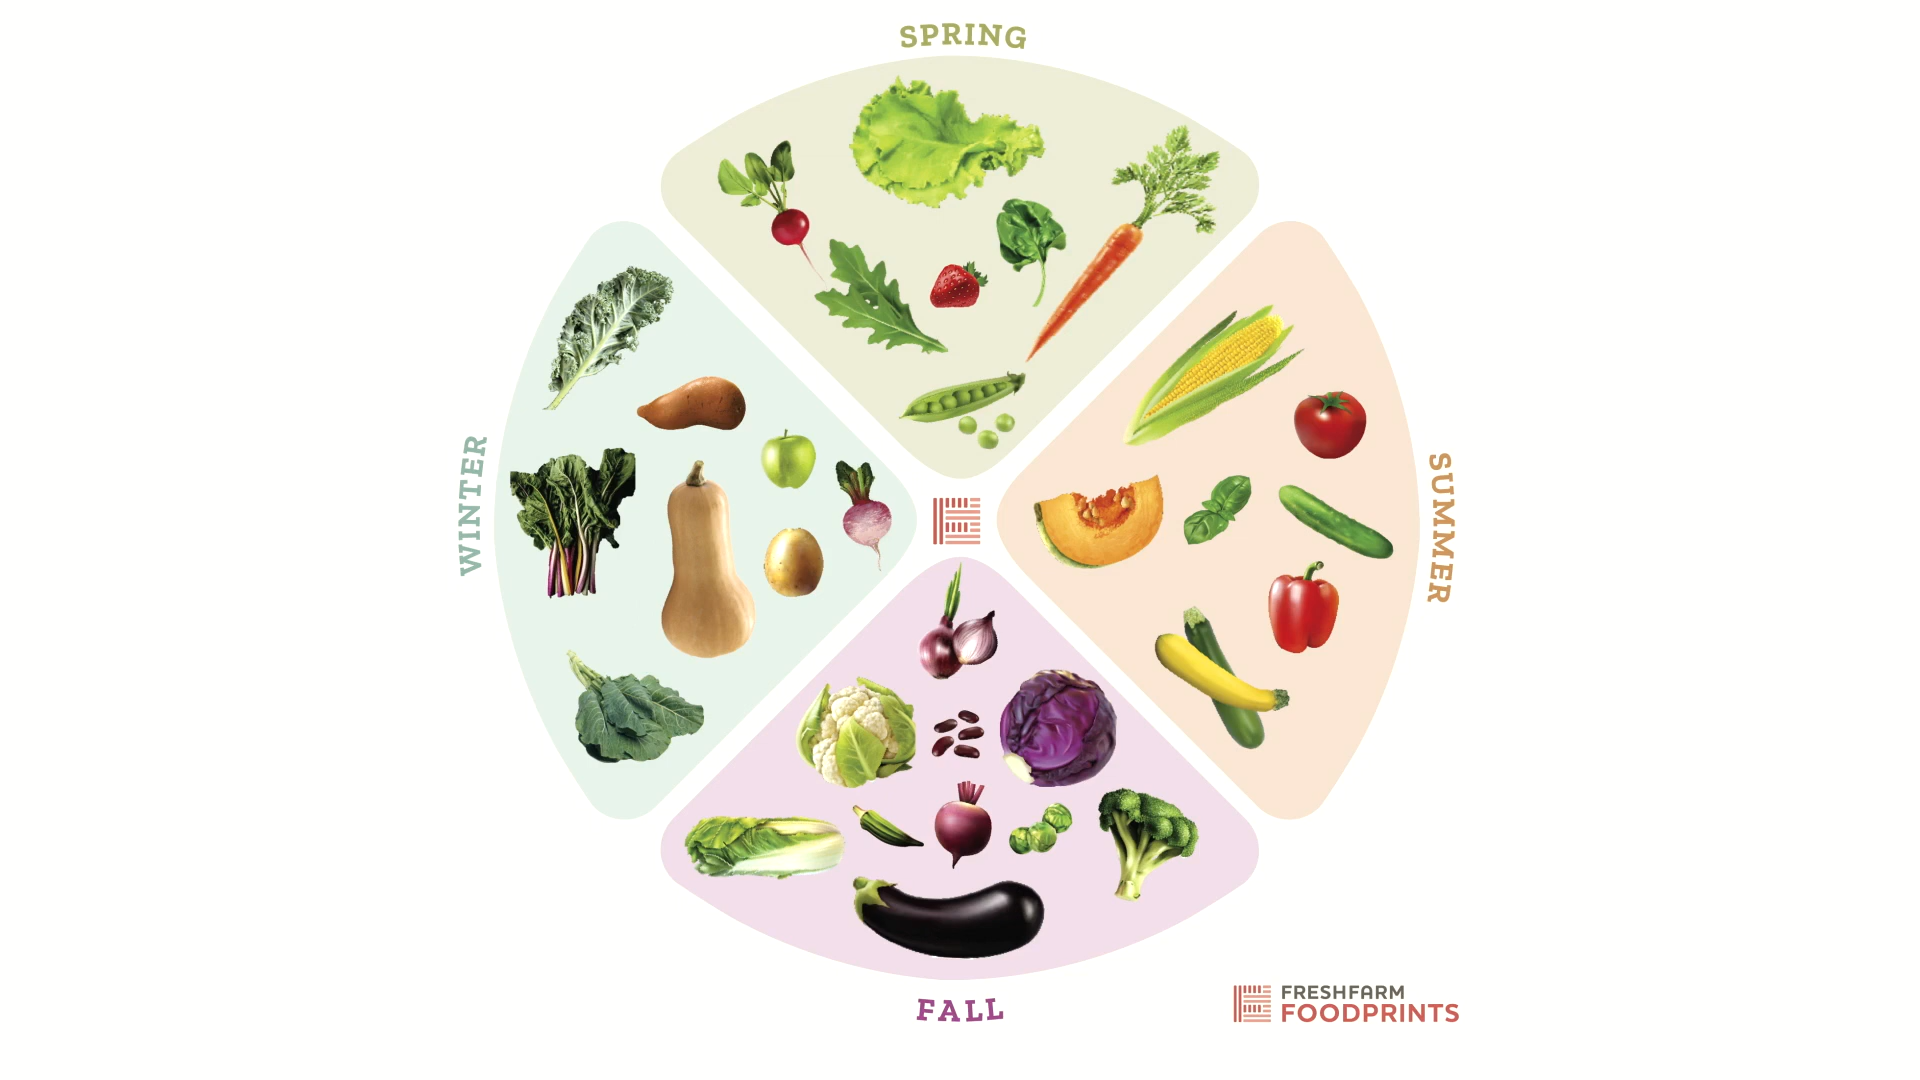 SPRING
WINTER
SUMMER
FALL
FRESHFARM
FOODPRINTS